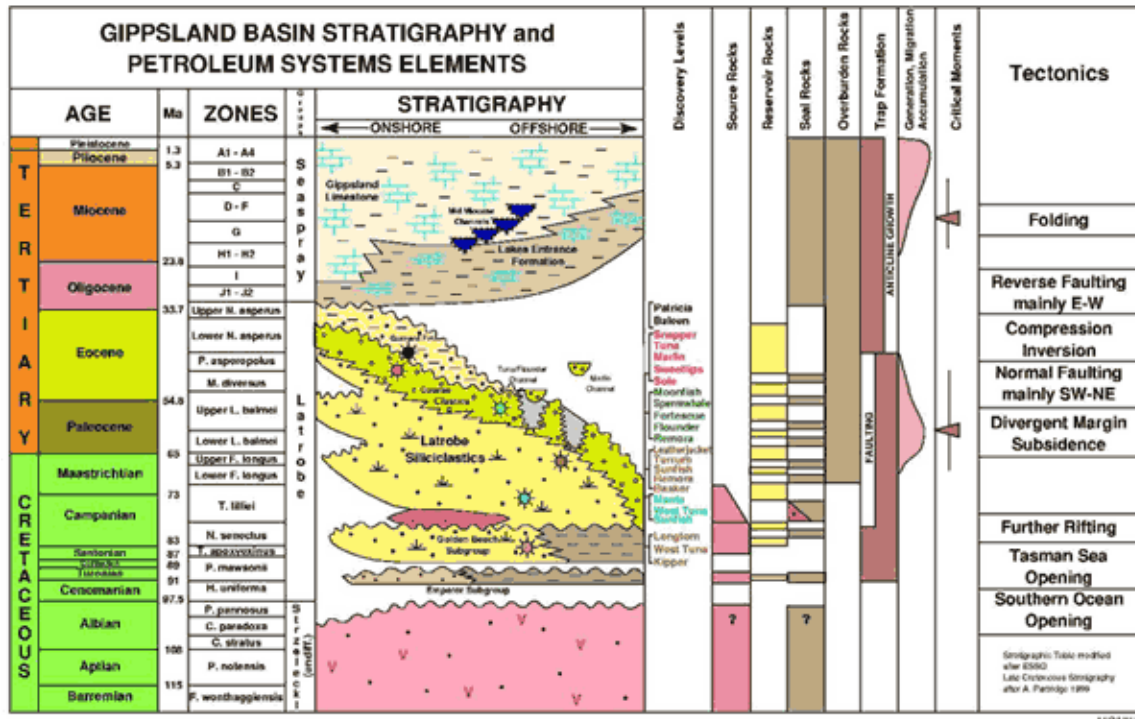 GIPPSLAND BASIN STRATIGRAPHY and
PETROLEUM SYSTEMS ELEMENTS
AGE
Ma
ZONES
Group
STRATIGRAPHY
ONSHORE
OFFSHORE
Discovery Levels
Source Rocks
Reservoir Rocks
Seal Rocks
Overburden Rocks
Trap Formation
Generation, Migration
Accumulation
Critical Moments
Tectonics
TERTIARY
CRETACEOUS
Pleistocene
Pliocene
Miocene
Oligocene
Eocene
Paleocene
Maastrichtian
Campanian
Santonian
Turonian
Cenomanian
Albian
Aptian
Barremian
1.3
5.3
23.8
33.7
54.8
65
73
83
87
89
91
97.5
108
115
A1 - A4
B1 - B2
C
D - F
G
H1 - H2
I
J1 - J2
Upper N. asperus
Lower N. asperus
P. asperopolus
M. diversus
Upper L. balmei
Lower L. balmei
Upper F. longus
Lower F. longus
T. lilliei
N. senectus
T. apoxyexinus
P. mawsonii
H. uniforma
P. pannosus
C. paradoxa
C. stratus
P. notensis
F. wonthaggiensis
Seaspray
Latrobe
Strzelecki
(undiff.)
Gippsland
Limestone
Mid Miocene
Channels
Lakes Entrance
Formation
Tuna/Flounder
Channel
Marlin
Channel
Latrobe
Siliciclastics
Golden Beach
Subgroup
Emperor Subgroup
Patricia
Baleen
Snapper
Tuna
Marlin
Sweetlips
Sole
Moonfish
Spermwhale
Fortescue
Flounder
Remora
Leatherjacket
Turrum
Sunfish
Remora
Basker
Manta
West Tuna
Sunfish
Longtom
West Tuna
Kipper
?
?
ANTICLINE GROWTH
FAULTING
Folding
Reverse Faulting
mainly E-W
Compression
Inversion
Normal Faulting
mainly SW-NE
Divergent Margin
Subsidence
Further Rifting
Tasman Sea
Opening
Southern Ocean
Opening
Stratigraphic Table modified
after ESSO
Late Cretaceous Stratigraphy
after A. Partridge 1999